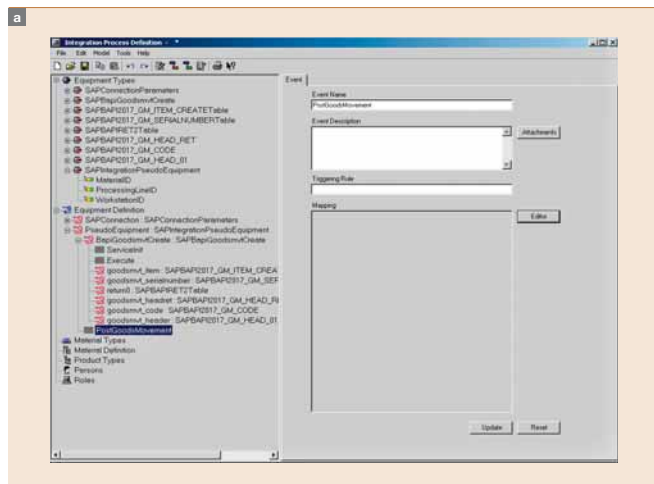 a
Integration Process Definition - *
File Edit Model Tools Help
Equipment Types
SAPConnectionParameters
SAPBapiGoodsmvtCreate
SAPBAPI2017_GM_ITEM_CREATETable
SAPBAPI2017_GM_SERIALNUMBERTable
SAPBAPIRET2Table
SAPBAPI2017_GM_HEAD_RET
SAPBAPI2017_GM_CODE
SAPBAPI2017_GM_HEAD_01
SAPIntegrationPseudoEquipment
MaterialID
ProcessingLineID
WorkstationID
Equipment Definition
SAPConnection : SAPConnectionParameters
PseudoEquipment : SAPIntegrationPseudoEquipment
BapiGoodsmvtCreate : SAPBapiGoodsmvtCreate
ServiceInit
Execute
goodsmvt_item : SAPBAPI2017_GM_ITEM_CREA
goodsmvt_serialnumber : SAPBAPI2017_GM_SEF
return0 : SAPBAPIRET2Table
goodsmvt_headret : SAPBAPI2017_GM_HEAD_RI
goodsmvt_code : SAPBAPI2017_GM_CODE
goodsmvt_header : SAPBAPI2017_GM_HEAD_01
PostGoodsMovement
Material Types
Material Definition
Product Types
Persons
Roles
Event
Event Name
PostGoodsMovement
Event Description
Attachments
Triggering Rule
Mapping
Editor
Update Reset